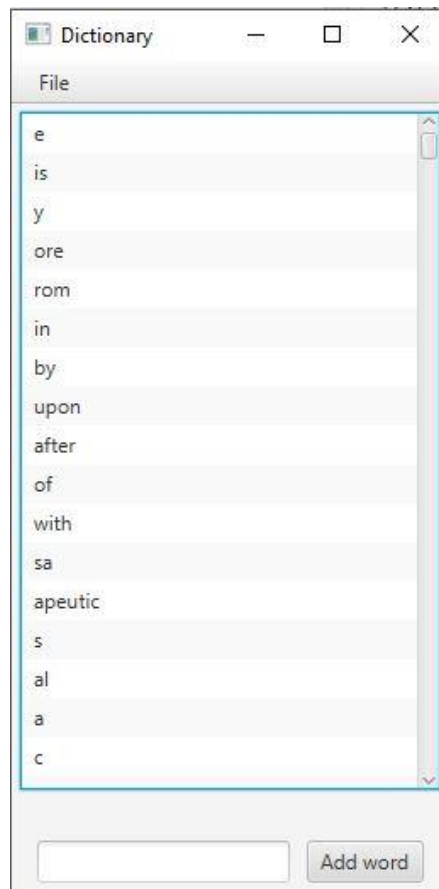 Dictionary
File
e
is
y
ore
rom
in
by
upon
after
of
with
sa
apeutic
s
al
a
c
Add word